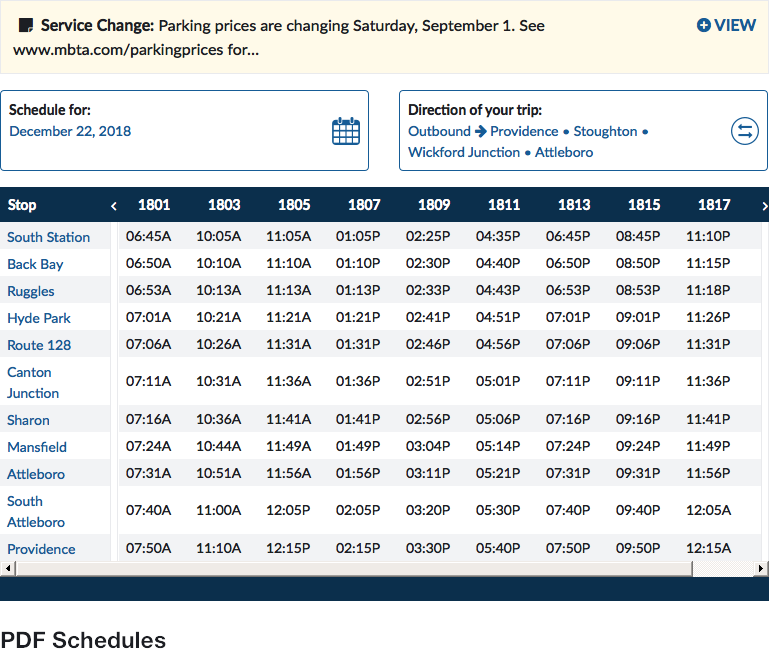 Service Change: Parking prices are changing Saturday, September 1. See
www.mbta.com/parkingprices for...
VIEW
Schedule for:
December 22, 2018
Direction of your trip:
Outbound → Providence • Stoughton •
Wickford Junction • Attleboro
Stop < 1801 1803 1805 1807 1809 1811 1813 1815 1817 >
South Station 06:45A 10:05A 11:05A 01:05P 02:25P 04:35P 06:45P 08:45P 11:10P
Back Bay 06:50A 10:10A 11:10A 01:10P 02:30P 04:40P 06:50P 08:50P 11:15P
Ruggles 06:53A 10:13A 11:13A 01:13P 02:33P 04:43P 06:53P 08:53P 11:18P
Hyde Park 07:01A 10:21A 11:21A 01:21P 02:41P 04:51P 07:01P 09:01P 11:26P
Route 128 07:06A 10:26A 11:31A 01:31P 02:46P 04:56P 07:06P 09:06P 11:31P
Canton
Junction 07:11A 10:31A 11:36A 01:36P 02:51P 05:01P 07:11P 09:11P 11:36P
Sharon 07:16A 10:36A 11:41A 01:41P 02:56P 05:06P 07:16P 09:16P 11:41P
Mansfield 07:24A 10:44A 11:49A 01:49P 03:04P 05:14P 07:24P 09:24P 11:49P
Attleboro 07:31A 10:51A 11:56A 01:56P 03:11P 05:21P 07:31P 09:31P 11:56P
South
Attleboro 07:40A 11:00A 12:05P 02:05P 03:20P 05:30P 07:40P 09:40P 12:05A
Providence 07:50A 11:10A 12:15P 02:15P 03:30P 05:40P 07:50P 09:50P 12:15A
PDF Schedules